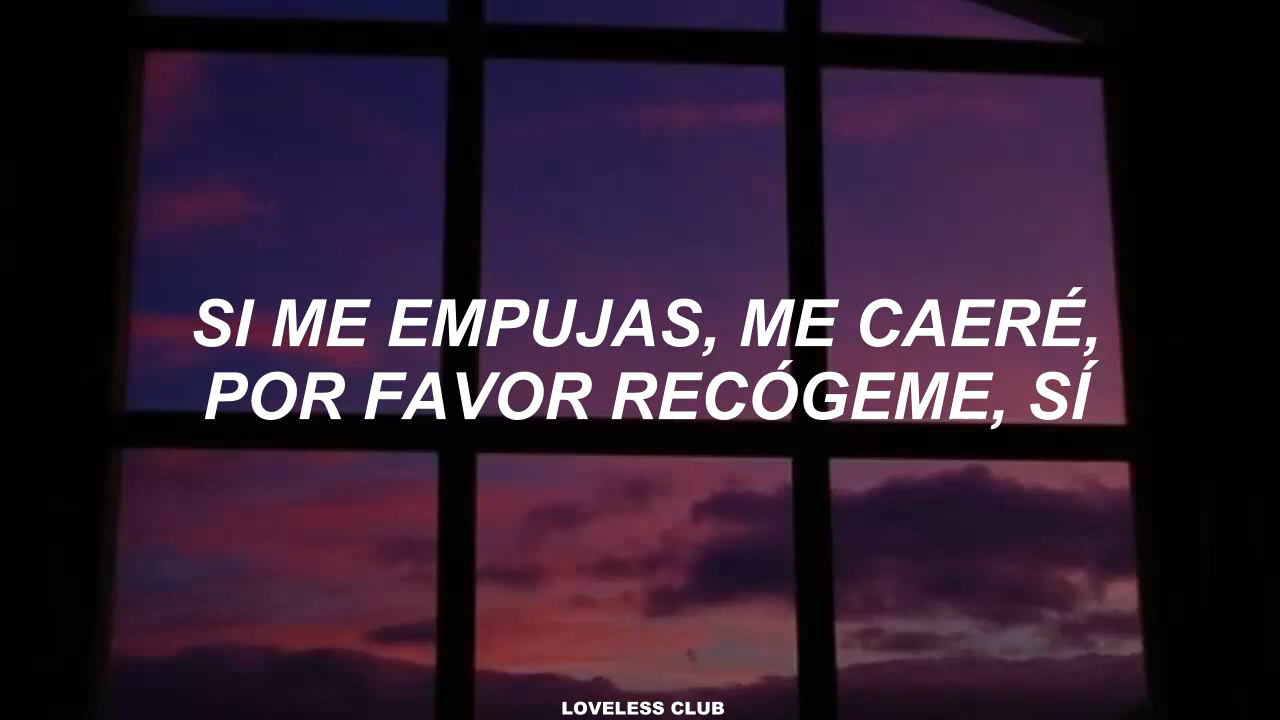 SI ME EMPUJAS, ME CAERÉ,
POR FAVOR RECÓGEME, SÍ
LOVELESS CLUB